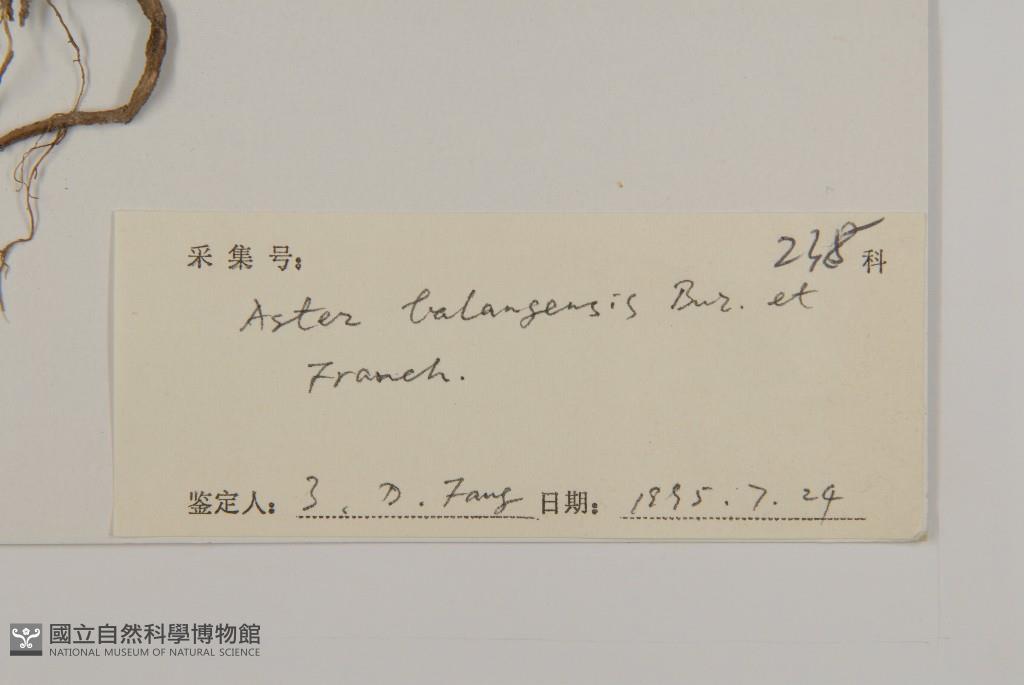 采集号: 238 科
Aster balangensis Bur. et
Franch.
鉴定人: Z. D. Fang 日期: 1995.7.24
國立自然科學博物館
NATIONAL MUSEUM OF NATURAL SCIENCE